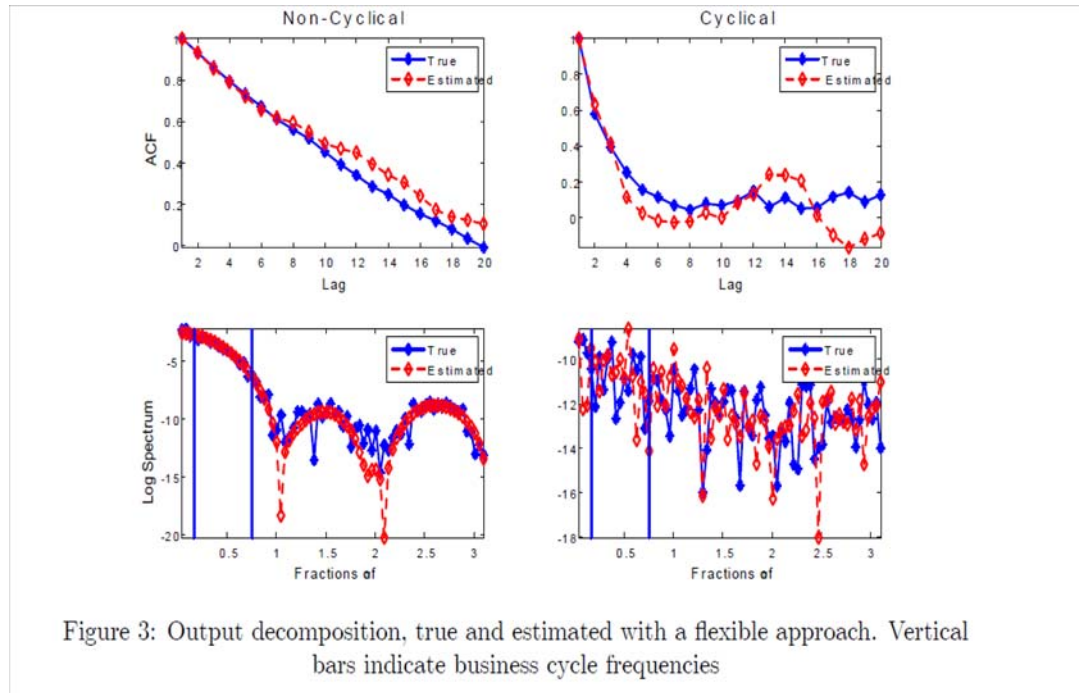 Non-Cyclical
Cyclical
1
0.8
0.6
0.4
0.2
0
ACF
True
Estimated
2 4 6 8 10 12 14 16 18 20
Lag
1
0.8
0.6
0.4
0.2
0
True
Estimated
2 4 6 8 10 12 14 16 18 20
Lag
-5
-10
-15
-20
Log Spectrum
True
Estimated
0.5 1 1.5 2 2.5 3
Fractions of
-10
-12
-14
-16
-18
True
Estimated
0.5 1 1.5 2 2.5 3
Fractions of
Figure 3: Output decomposition, true and estimated with a flexible approach. Vertical
bars indicate business cycle frequencies